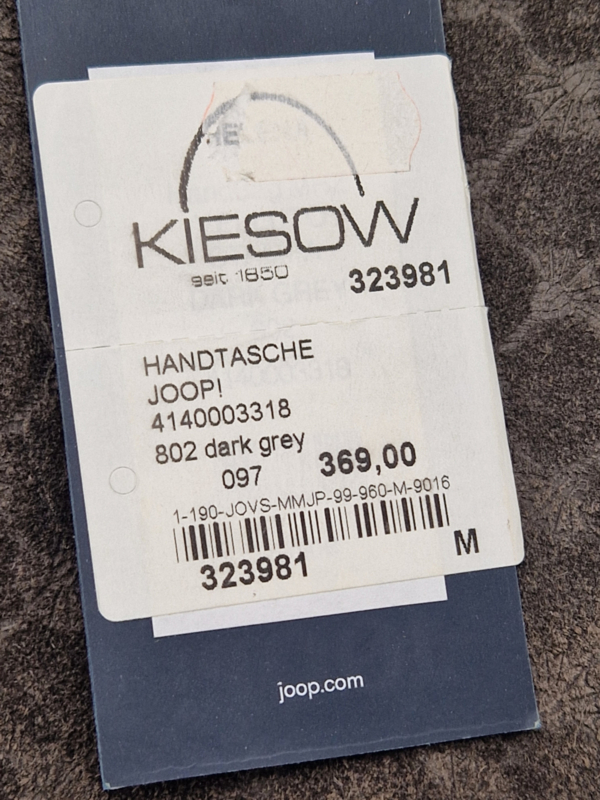 KIESOW
seit 1850
323981
HANDTASCHE
JOOP!
4140003318
802 dark grey
097 369,00
1-190-JOVS-MMJP-99-960-M-9016
323981 M
joop.com